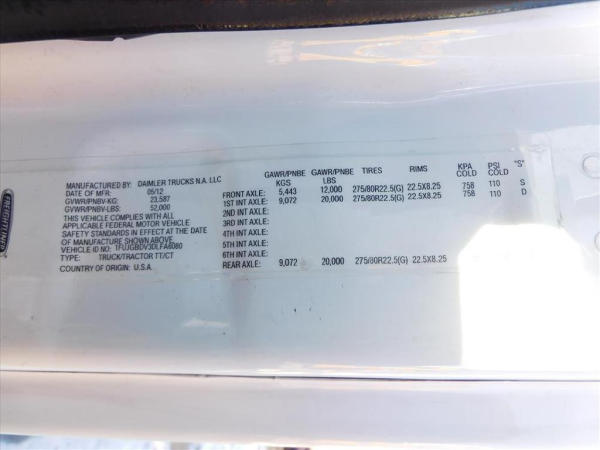 FREIGHTLINER
MANUFACTURED BY: DAIMLER TRUCKS N.A. LLC
DATE OF MFR: 05/12
GVWR/PNBV-KG: 23,587
GVWR/PNBV-LBS: 52,000
THIS VEHICLE COMPLIES WITH ALL
APPLICABLE FEDERAL MOTOR VEHICLE
SAFETY STANDARDS IN EFFECT AT THE DATE
OF MANUFACTURE SHOWN ABOVE
VEHICLE ID NO: 1FUJGBDV3DLFA6080
TYPE: TRUCK/TRACTOR TT/CT
COUNTRY OF ORIGIN: U.S.A.
GAWR/PNBE KGS GAWR/PNBE LBS TIRES RIMS KPA COLD PSI COLD "S"
FRONT AXLE: 5,443 12,000 275/80R22.5(G) 22.5X8.25 758 110 S
1ST INT AXLE: 9,072 20,000 275/80R22.5(G) 22.5X8.25 758 110 D
2ND INT AXLE:
3RD INT AXLE:
4TH INT AXLE:
5TH INT AXLE:
6TH INT AXLE:
REAR AXLE: 9,072 20,000 275/80R22.5(G) 22.5X8.25